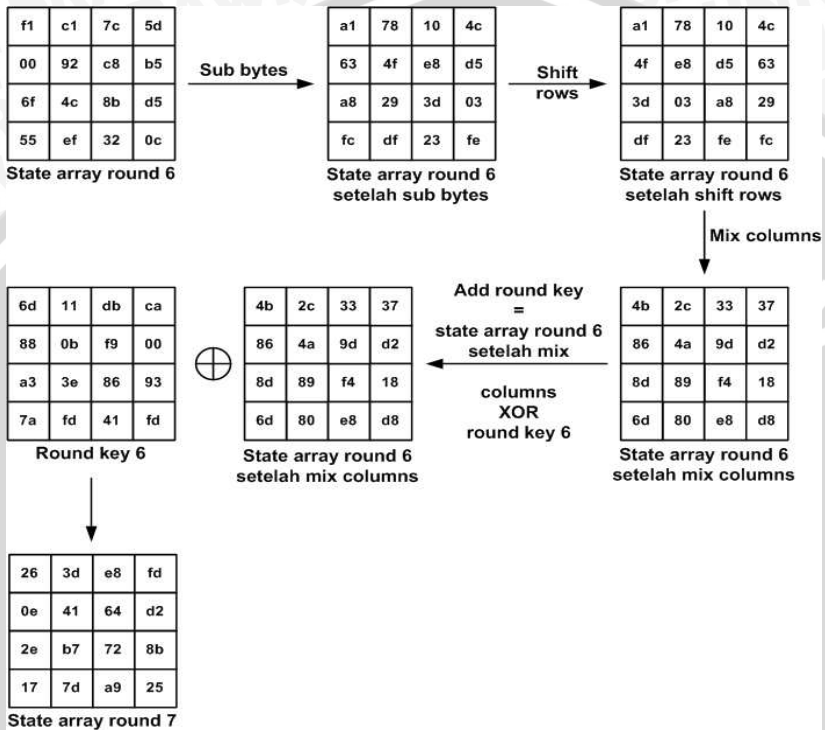 f1 c1 7c 5d
00 92 c8 b5
6f 4c 8b d5
55 ef 32 0c
State array round 6
Sub bytes
a1 78 10 4c
63 4f e8 d5
a8 29 3d 03
fc df 23 fe
State array round 6
setelah sub bytes
Shift
rows
a1 78 10 4c
4f e8 d5 63
3d 03 a8 29
df 23 fe fc
State array round 6
setelah shift rows
Mix columns
4b 2c 33 37
86 4a 9d d2
8d 89 f4 18
6d 80 e8 d8
State array round 6
setelah mix columns
Add round key
=
state array round 6
setelah mix
columns
XOR
round key 6
4b 2c 33 37
86 4a 9d d2
8d 89 f4 18
6d 80 e8 d8
State array round 6
setelah mix columns
6d 11 db ca
88 0b f9 00
a3 3e 86 93
7a fd 41 fd
Round key 6
26 3d e8 fd
0e 41 64 d2
2e b7 72 8b
17 7d a9 25
State array round 7